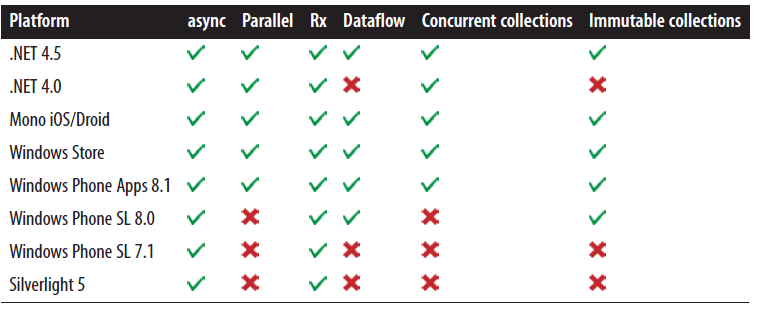 Platform async Parallel Rx Dataflow Concurrent collections Immutable collections
.NET 4.5 ✓ ✓ ✓ ✓ ✓ ✓
.NET 4.0 ✓ ✓ ✓ ✗ ✓ ✗
Mono iOS/Droid ✓ ✓ ✓ ✓ ✓ ✓
Windows Store ✓ ✓ ✓ ✓ ✓ ✓
Windows Phone Apps 8.1 ✓ ✓ ✓ ✓ ✓ ✓
Windows Phone SL 8.0 ✓ ✗ ✓ ✓ ✗ ✓
Windows Phone SL 7.1 ✓ ✗ ✓ ✗ ✗ ✗
Silverlight 5 ✓ ✗ ✓ ✗ ✗ ✗